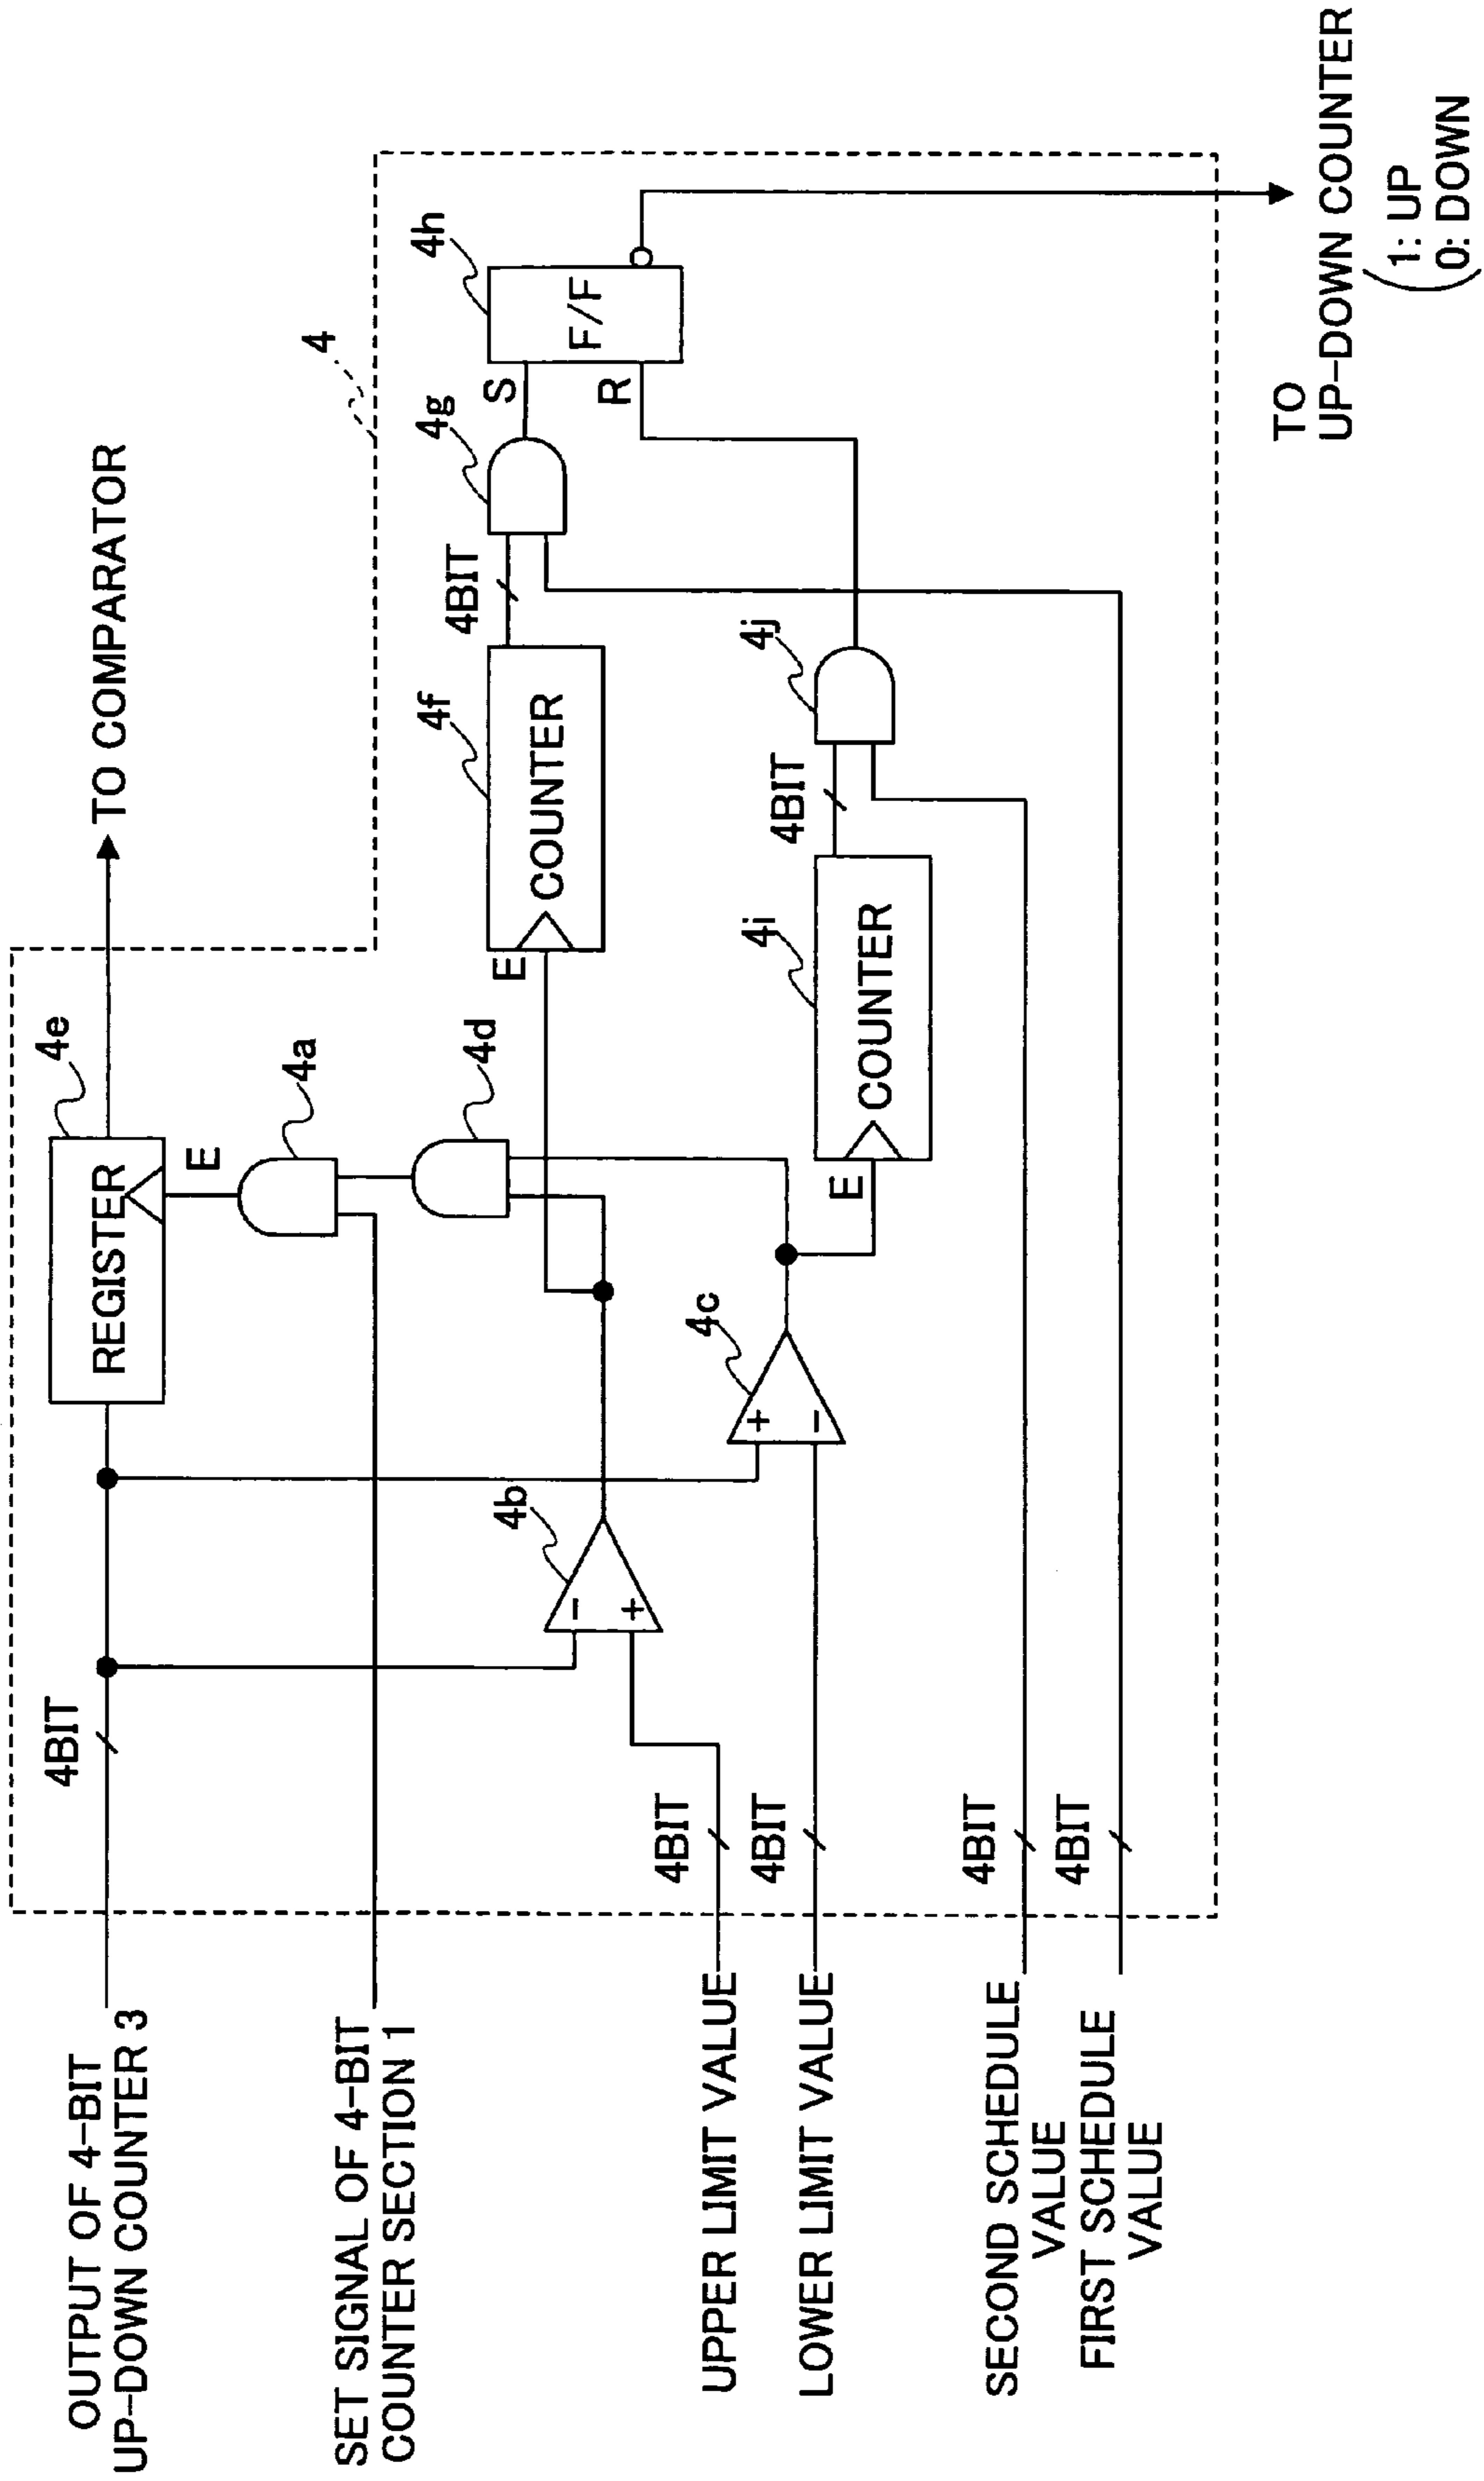 OUTPUT OF 4-BIT
UP-DOWN COUNTER 3
4BIT
REGISTER
4e
TO COMPARATOR
SET SIGNAL OF 4-BIT
COUNTER SECTION 1
E
4a
4
4b
-
+
4d
E
COUNTER
4f
4BIT
4g
S
R
F/F
4h
UPPER LIMIT VALUE
4BIT
LOWER LIMIT VALUE
4BIT
4c
+
-
E
COUNTER
4i
4BIT
4j
SECOND SCHEDULE
VALUE
4BIT
FIRST SCHEDULE
VALUE
4BIT
TO
UP-DOWN COUNTER
( 1: UP
0: DOWN )